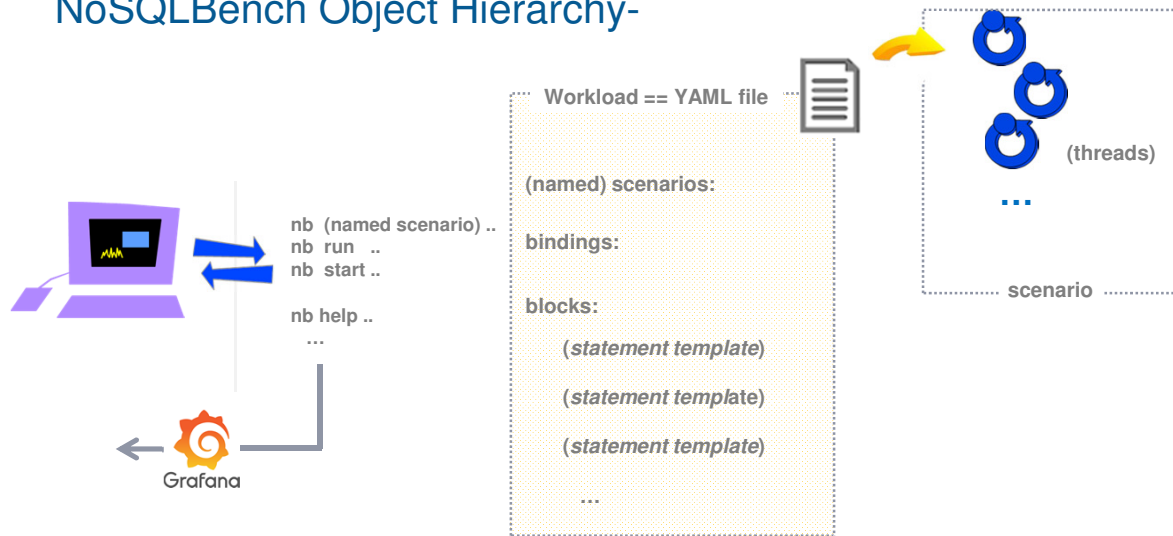 NoSQLBench Object Hierarchy-
Workload == YAML file
(threads)
...
scenario
(named) scenarios:
bindings:
blocks:
(statement template)
(statement template)
(statement template)
...
nb (named scenario) ..
nb run ..
nb start ..
nb help ..
...
Grafana